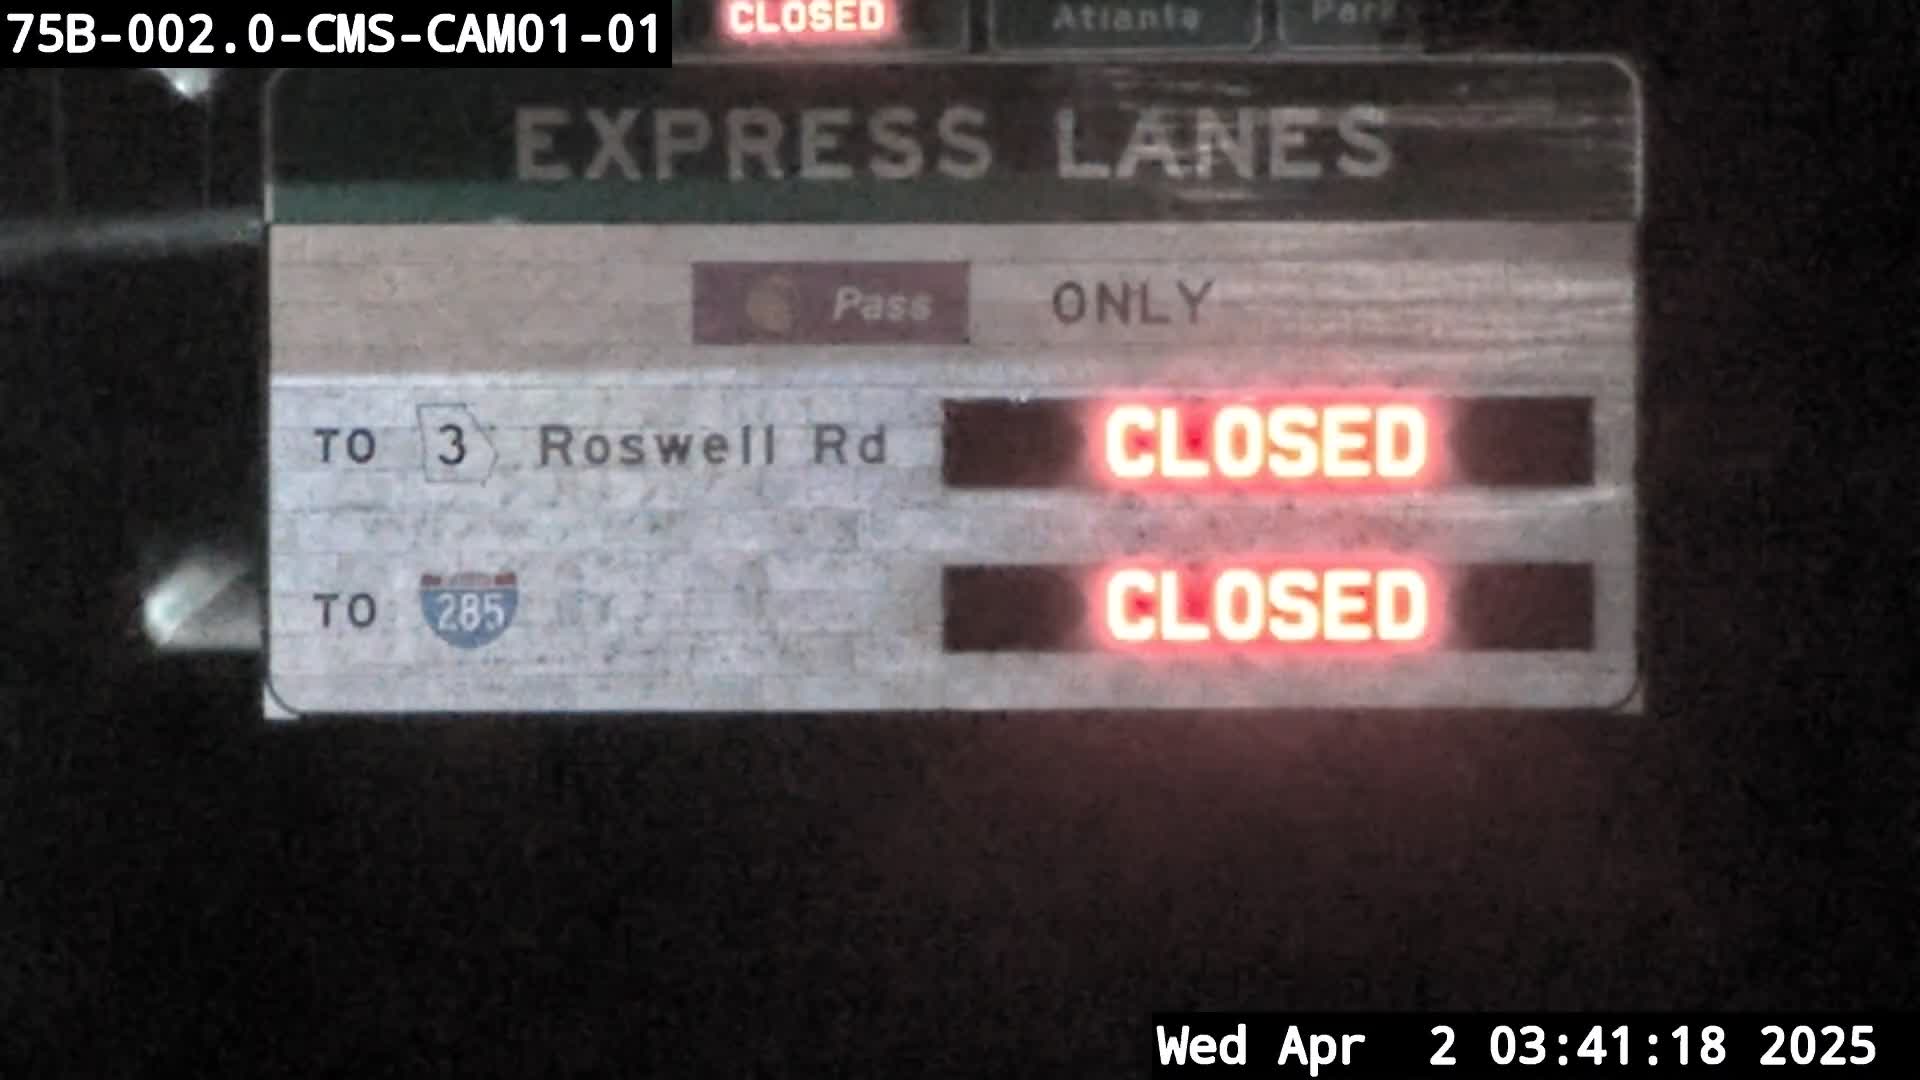 75B-002.0-CMS-CAM01-01
CLOSED
Atlanta
Park
EXPRESS LANES
Pass ONLY
TO 3 Roswell Rd CLOSED
TO 285 CLOSED
Wed Apr 2 03:41:18 2025